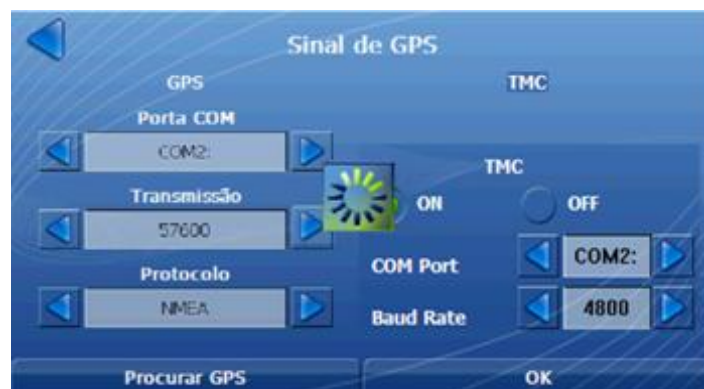 Sinal de GPS
GPS
TMC
Porta COM
COM2:
TMC
Transmissão
ON
OFF
57600
COM Port
COM2:
Protocolo
NMEA
Baud Rate
4800
Procurar GPS
OK